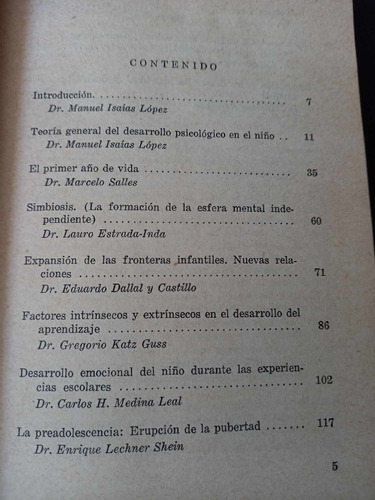 CONTENIDO
Introducción. .......................... 7
Dr. Manuel Isaías López
Teoría general del desarrollo psicológico en el niño .. 11
Dr. Manuel Isaías López
El primer año de vida ...................... 35
Dr. Marcelo Salles
Simbiosis. (La formación de la esfera mental inde-
pendiente) ............................ 60
Dr. Lauro Estrada-Inda
Expansión de las fronteras infantiles. Nuevas rela-
ciones ................................ 71
Dr. Eduardo Dallal y Castillo
Factores intrínsecos y extrínsecos en el desarrollo del
aprendizaje ............................ 86
Dr. Gregorio Katz Guss
Desarrollo emocional del niño durante las experien-
cias escolares .......................... 102
Dr. Carlos H. Medina Leal
La preadolescencia: Erupción de la pubertad ....... 117
Dr. Enrique Lechner Shein
5